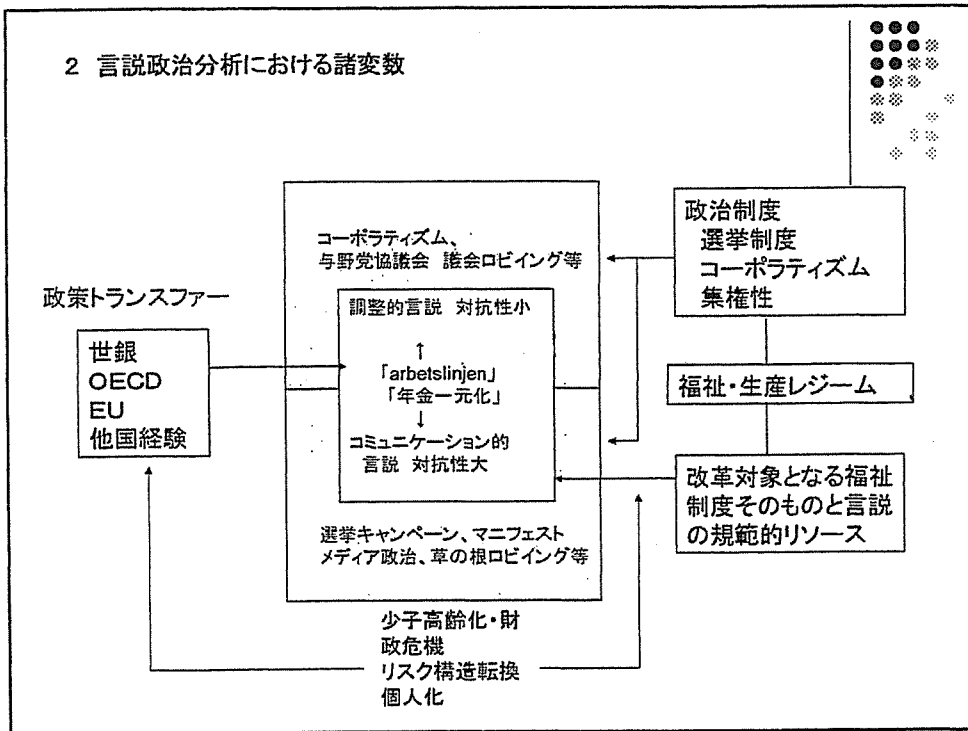 2 言説政治分析における諸変数
政策トランスファー
世銀
OECD
EU
他国経験
コーポラティズム、
与野党協議会 議会ロビイング等
調整的言説 対抗性小
↑
「arbetslinjen」
「年金一元化」
↓
コミュニケーション的
言説 対抗性大
選挙キャンペーン、マニフェスト
メディア政治、草の根ロビイング等
政治制度
選挙制度
コーポラティズム
集権性
福祉・生産レジーム
改革対象となる福祉
制度そのものと言説
の規範的リソース
少子高齢化・財
政危機
リスク構造転換
個人化